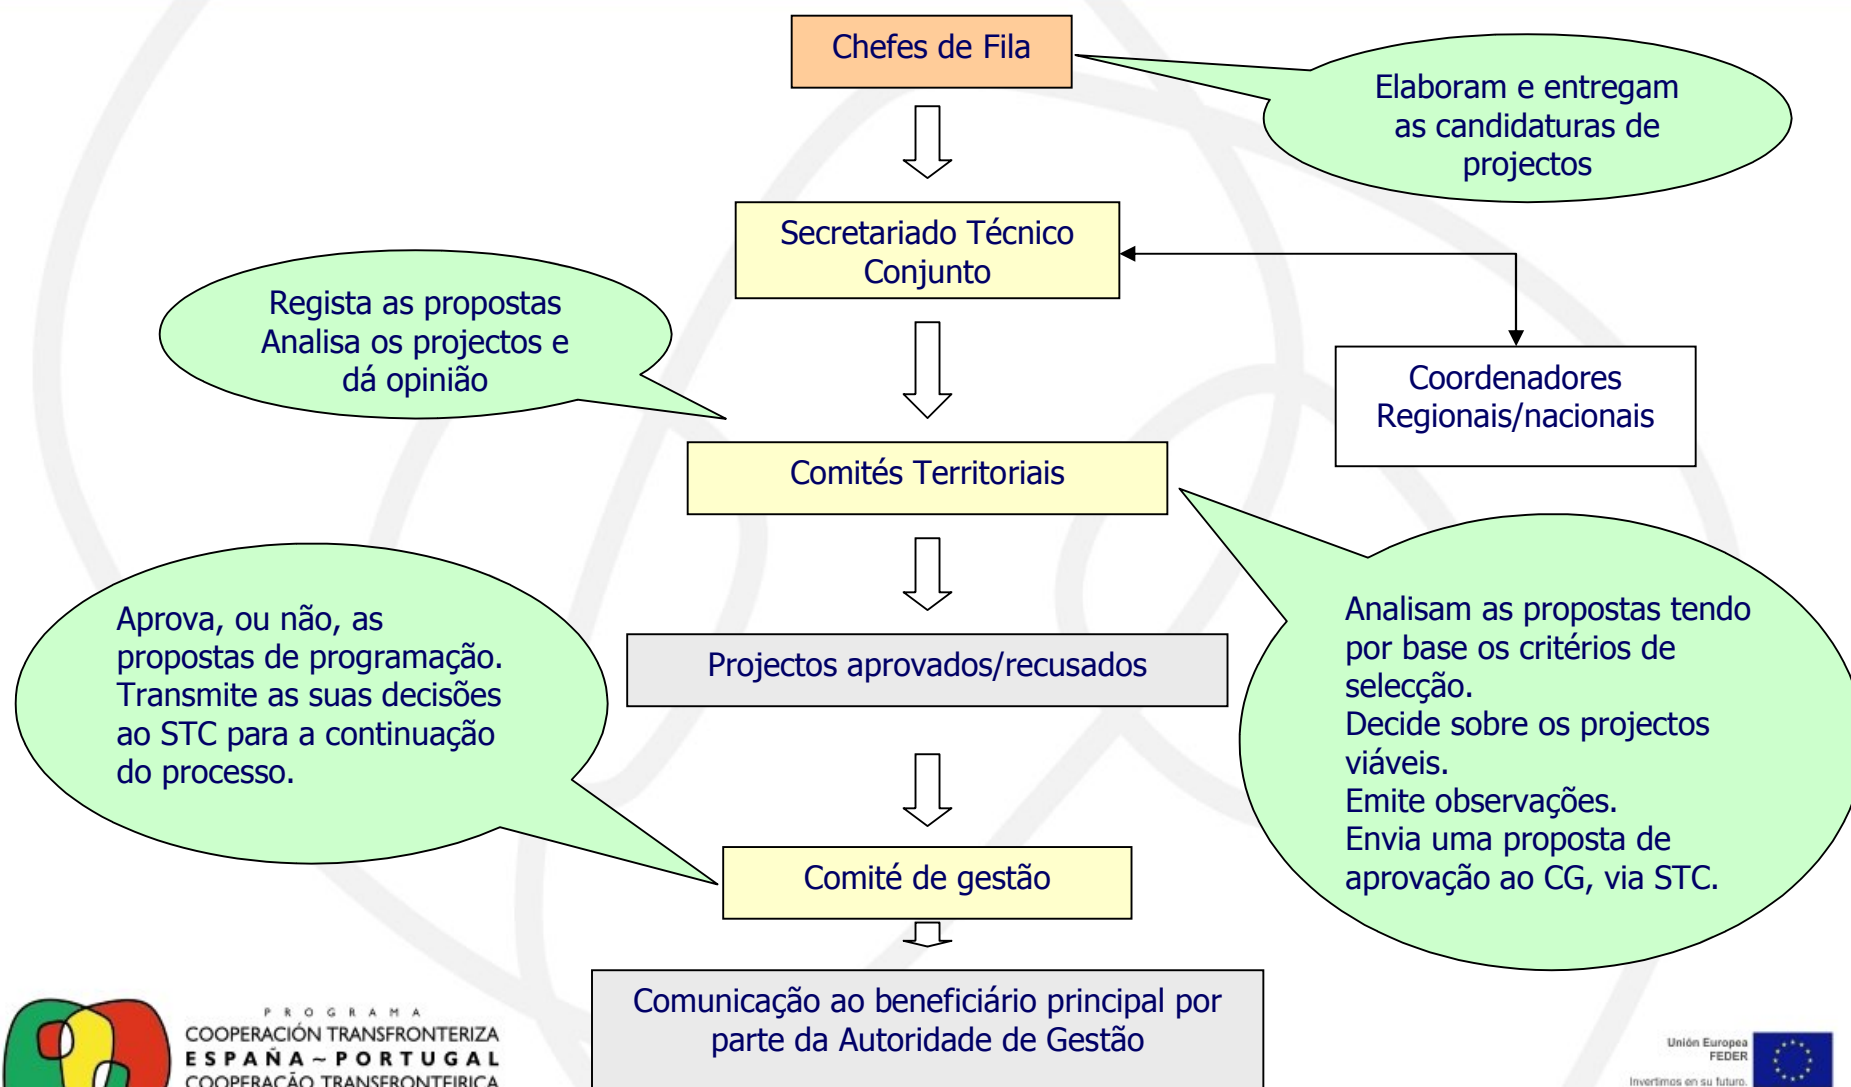 Chefes de Fila
Elaboram e entregam
as candidaturas de
projectos
Secretariado Técnico
Conjunto
Regista as propostas
Analisa os projectos e
dá opinião
Coordenadores
Regionais/nacionais
Comités Territoriais
Aprova, ou não, as
propostas de programação.
Transmite as suas decisões
ao STC para a continuação
do processo.
Projectos aprovados/recusados
Analisam as propostas tendo
por base os critérios de
selecção.
Decide sobre os projectos
viáveis.
Emite observações.
Envia uma proposta de
aprovação ao CG, via STC.
Comité de gestão
Comunicação ao beneficiário principal por
parte da Autoridade de Gestão
PROGRAMA
COOPERACIÓN TRANSFRONTERIZA
ESPAÑA ~ PORTUGAL
COOPERAÇÃO TRANSFRONTEIRIÇA
Unión Europea
FEDER
Invertimos en su futuro.